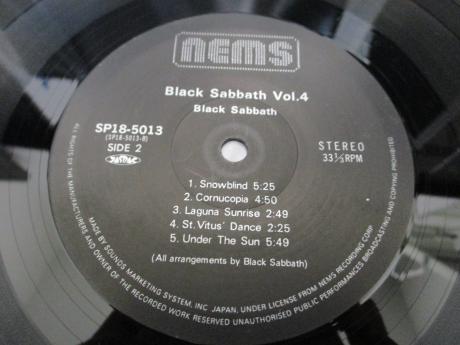 nems
Black Sabbath Vol.4
Black Sabbath
SP18-5013
(SP18-5013-B)
SIDE 2
JASRAC
STEREO
33⅓RPM
1. Snowblind 5:25
2. Cornucopia 4:50
3. Laguna Sunrise 2:49
4. St.Vitus' Dance 2:25
5. Under The Sun 5:49
(All arrangements by Black Sabbath)
ALL RIGHTS OF THE MANUFACTURERS AND OWNER OF THE RECORDED WORK RESERVED UNAUTHORISED PUBLIC PERFORMANCES BROADCASTING AND COPYING PROHIBITED
MADE BY SOUNDS MARKETING SYSTEM, INC JAPAN, UNDER LICENSE FROM NEMS RECORDING CORP